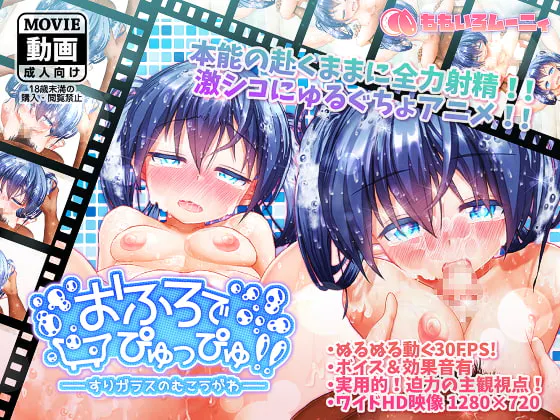 MOVIE
動画
成人向け
18歳未満の
購入・閲覧禁止
ももいろムーニィ
本能の赴くままに全力射精!!
激シコにゅるぐちょアニメ!!
おふろで
ぴゅっぴゅ!!
すりガラスのむこうがわ
・ぬるぬる動く30FPS!
・ボイス&効果音有り
・実用的!迫力の主観視点!
・ワイドHD映像 1280×720